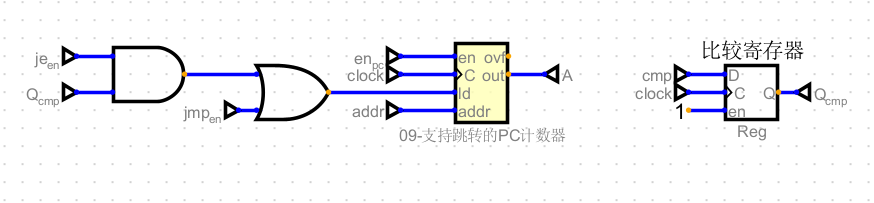 je_en
Q_cmp
jmp_en
en_pc
clock
addr
en ovf
C out
ld
addr
A
09-支持跳转的PC计数器
比较寄存器
cmp
clock
1
D
C Q
en
Reg
Q_cmp